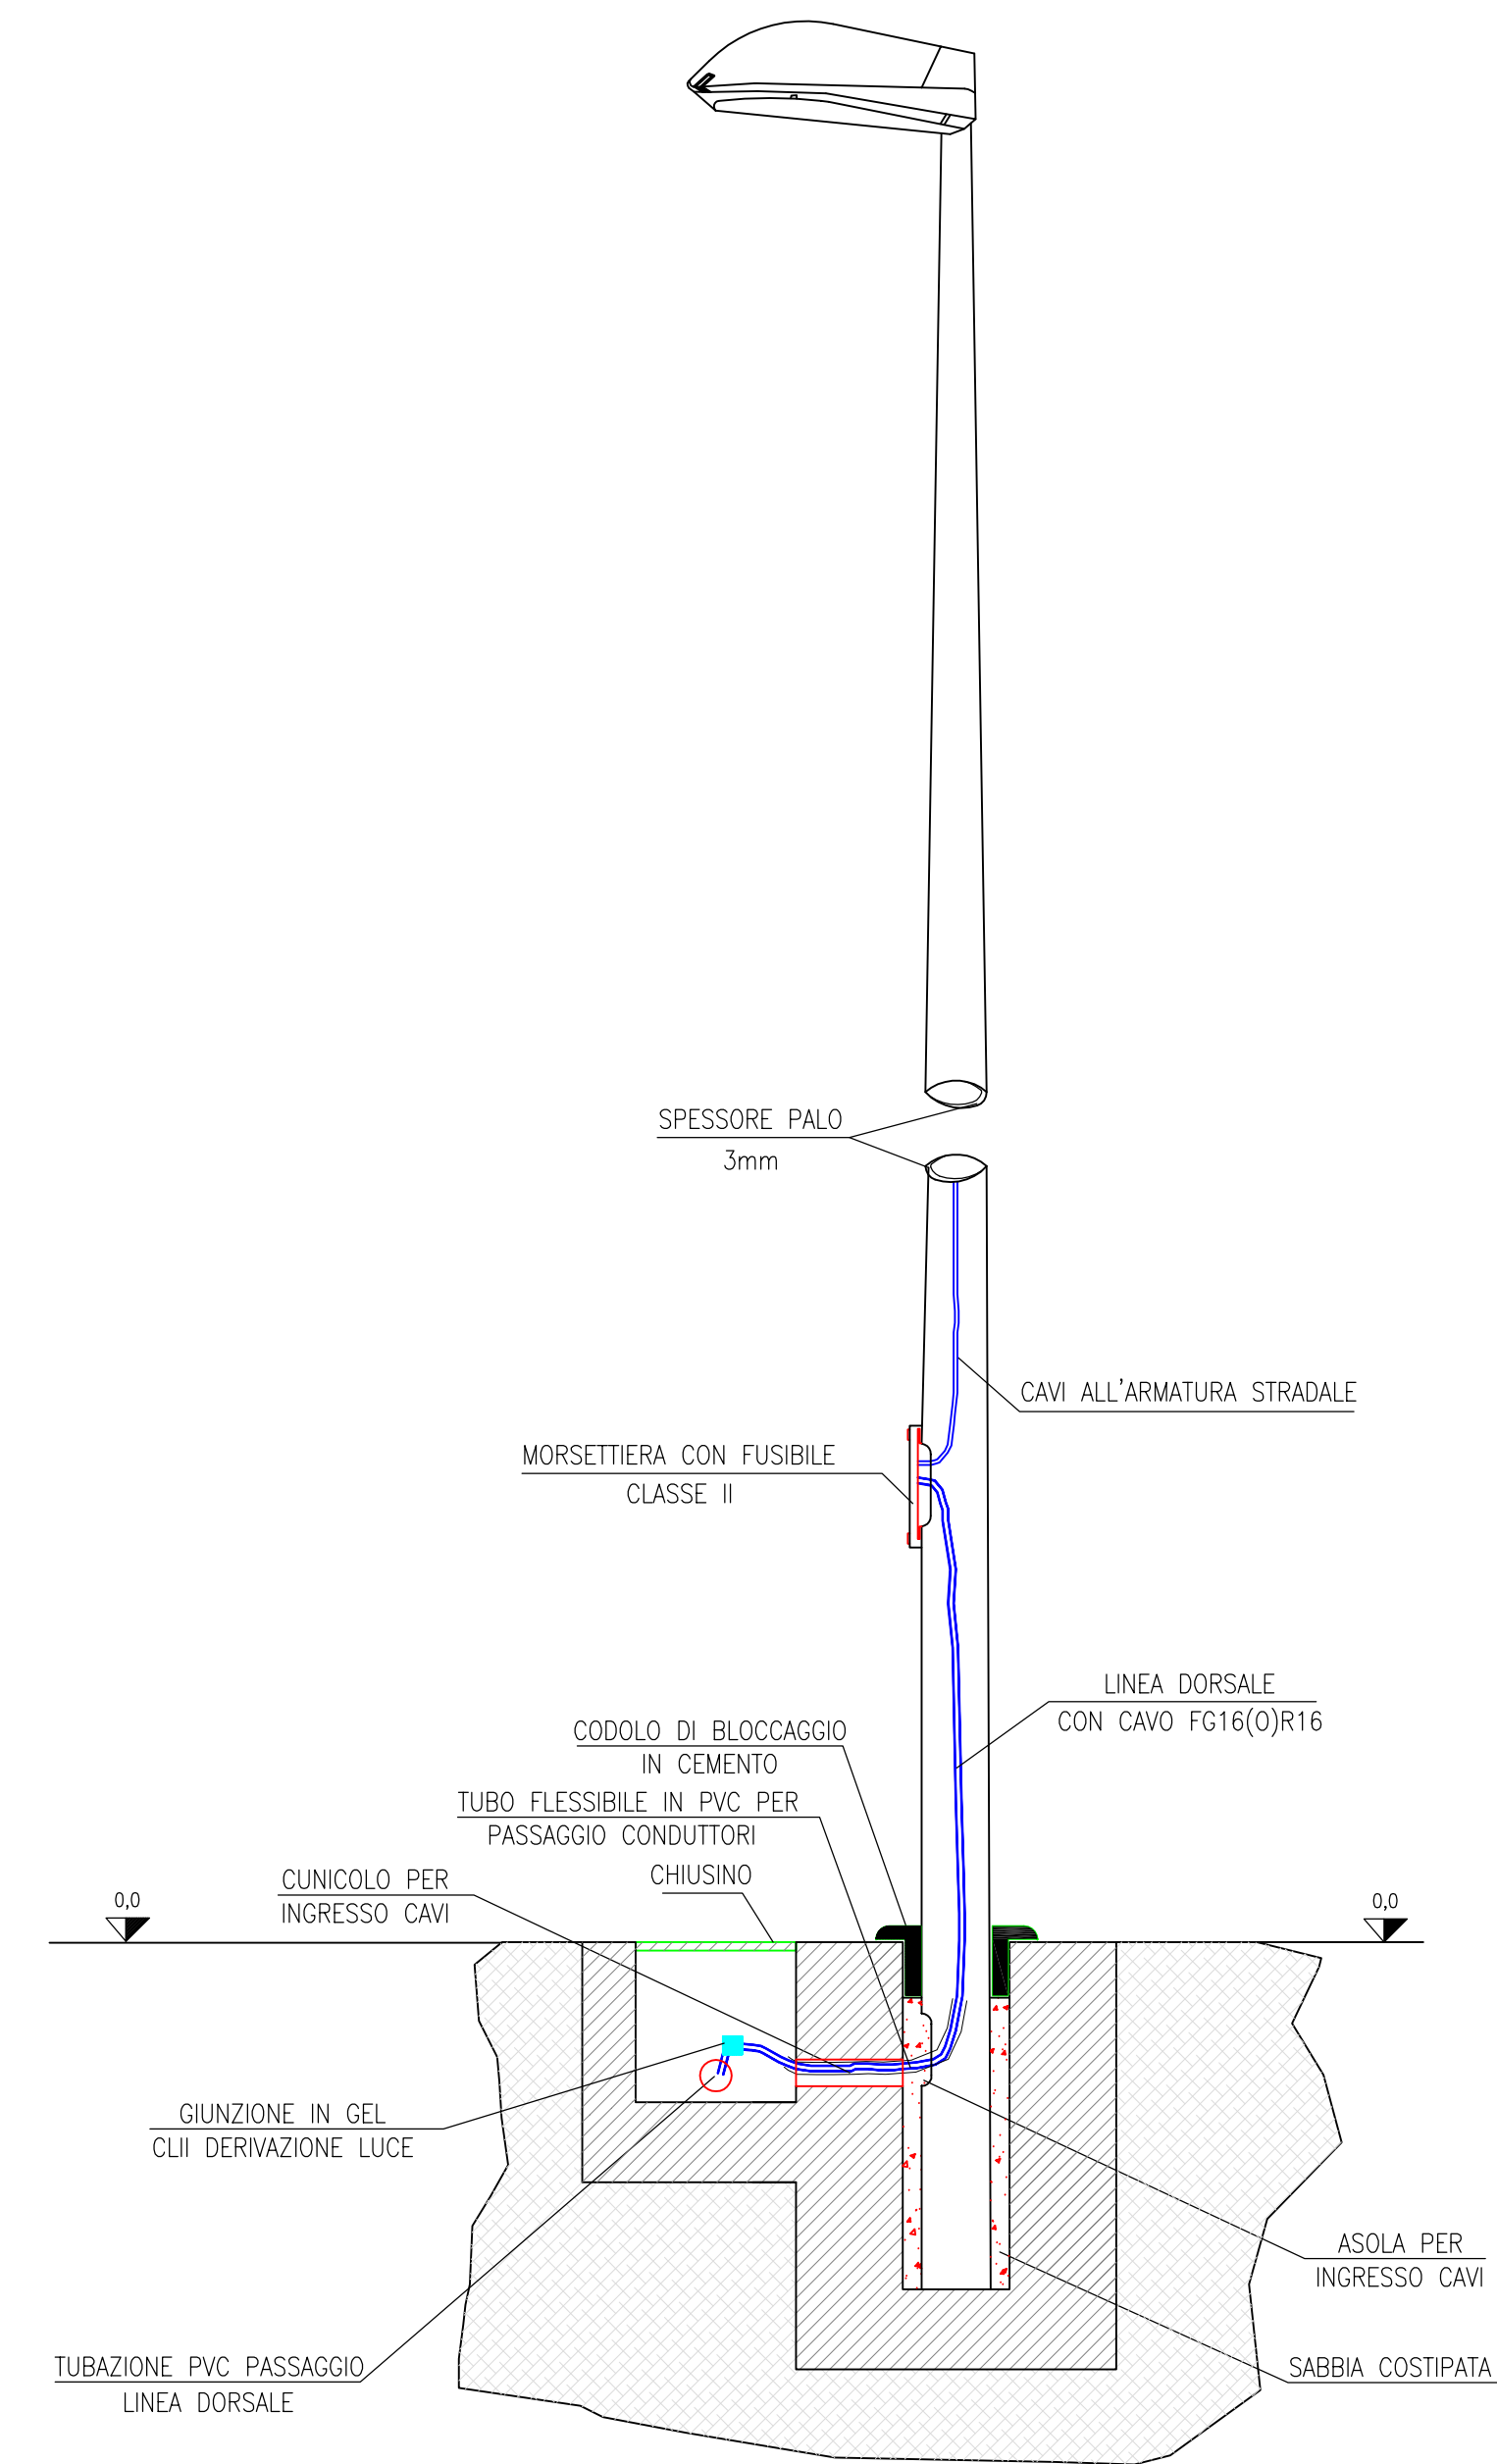 SPESSORE PALO
3mm
CAVI ALL'ARMATURA STRADALE
MORSETTIERA CON FUSIBILE
CLASSE II
LINEA DORSALE
CON CAVO FG16(O)R16
CODOLO DI BLOCCAGGIO
IN CEMENTO
TUBO FLESSIBILE IN PVC PER
PASSAGGIO CONDUTTORI
CHIUSINO
CUNICOLO PER
INGRESSO CAVI
0,0
0,0
GIUNZIONE IN GEL
CLII DERIVAZIONE LUCE
ASOLA PER
INGRESSO CAVI
TUBAZIONE PVC PASSAGGIO
LINEA DORSALE
SABBIA COSTIPATA